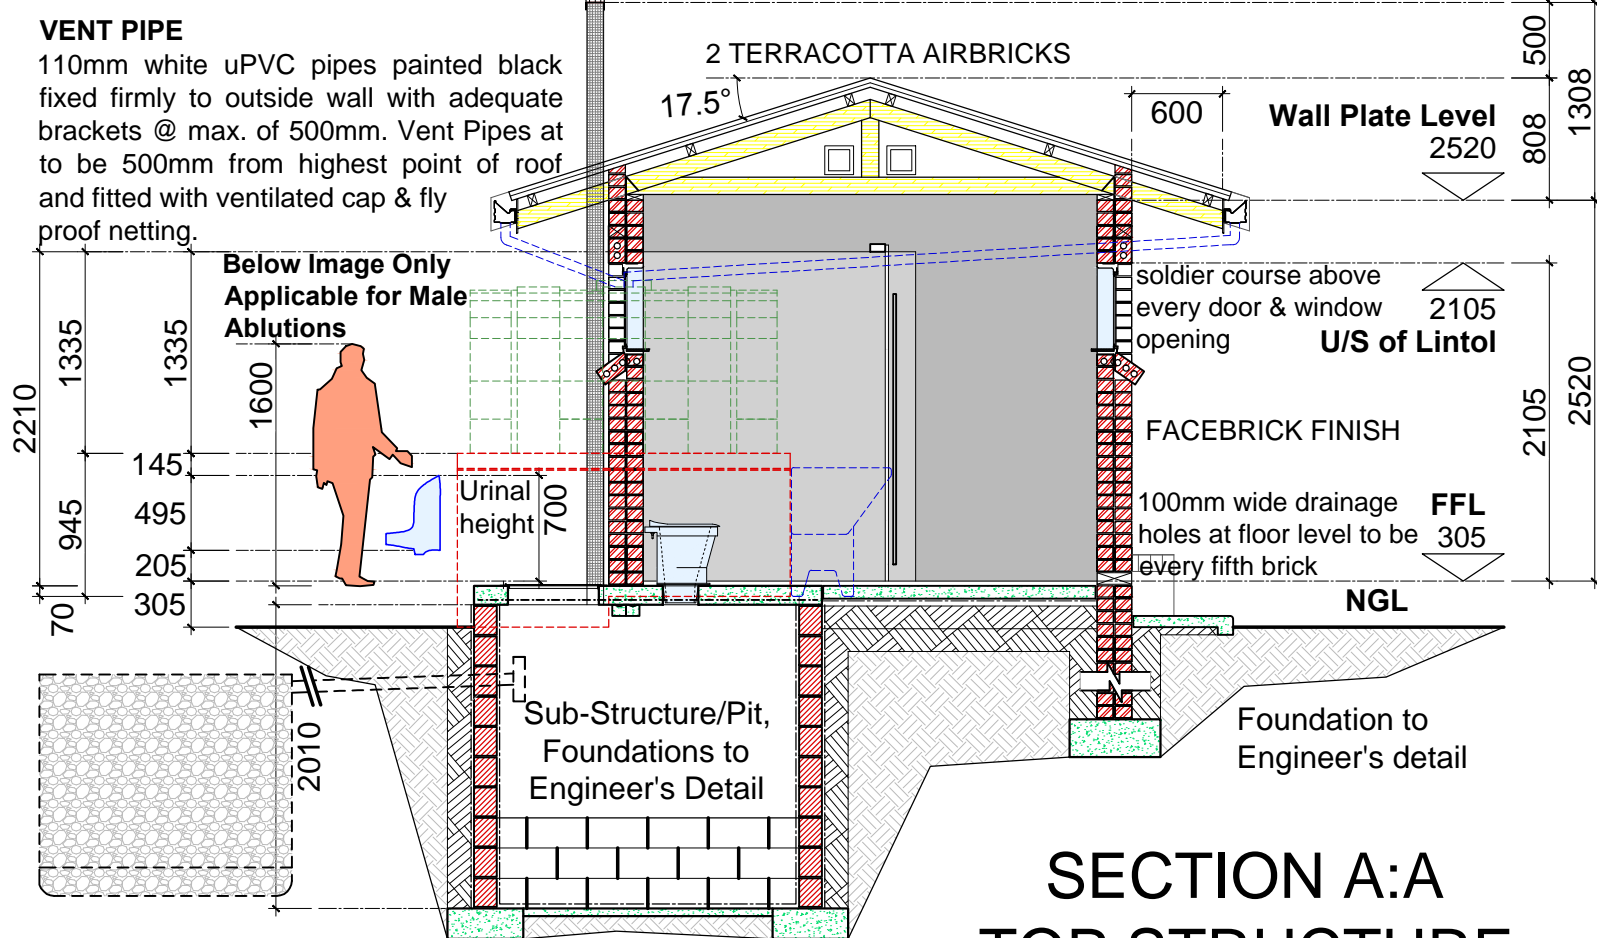 VENT PIPE
110mm white uPVC pipes painted black
fixed firmly to outside wall with adequate
brackets @ max. of 500mm. Vent Pipes at
to be 500mm from highest point of roof
and fitted with ventilated cap & fly
proof netting.
2 TERRACOTTA AIRBRICKS
17.5°
600
Wall Plate Level
2520
500
808
1308
Below Image Only
Applicable for Male
Ablutions
soldier course above
every door & window
opening
2105
U/S of Lintol
2210
1335
1335
1600
2105
2520
FACEBRICK FINISH
945
70
145
495
205
305
Urinal
height
700
100mm wide drainage
holes at floor level to be
every fifth brick
FFL
305
NGL
2010
Sub-Structure/Pit,
Foundations to
Engineer's Detail
Foundation to
Engineer's detail
SECTION A:A
TOP STRUCTURE